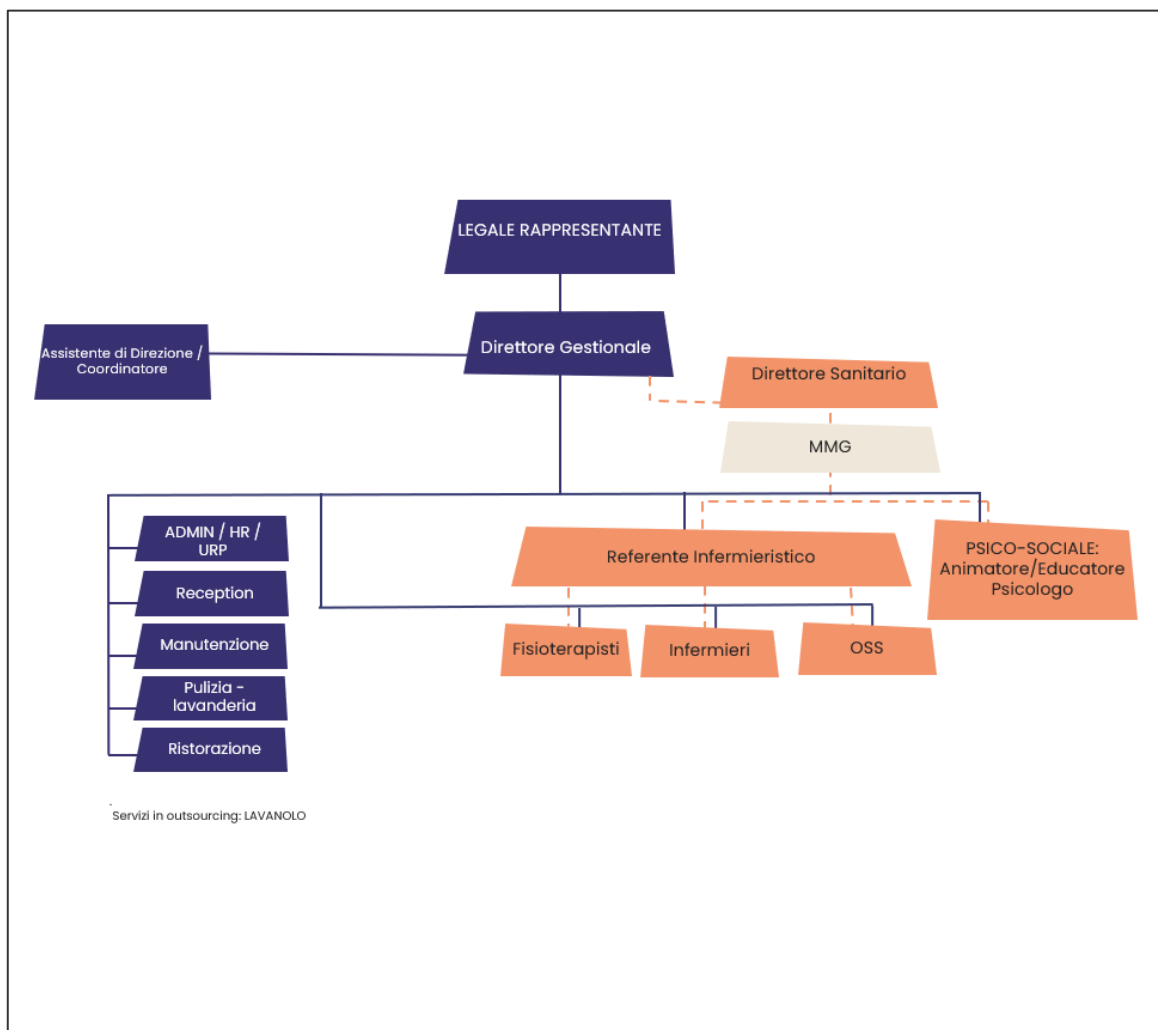 LEGALE RAPPRESENTANTE
Direttore Gestionale
Assistente di Direzione /
Coordinatore
Direttore Sanitario
MMG
ADMIN / HR /
URP
Reception
Manutenzione
Pulizia -
lavanderia
Ristorazione
Referente Infermieristico
PSICO-SOCIALE:
Animatore/Educatore
Psicologo
Fisioterapisti
Infermieri
OSS
Servizi in outsourcing: LAVANOLO